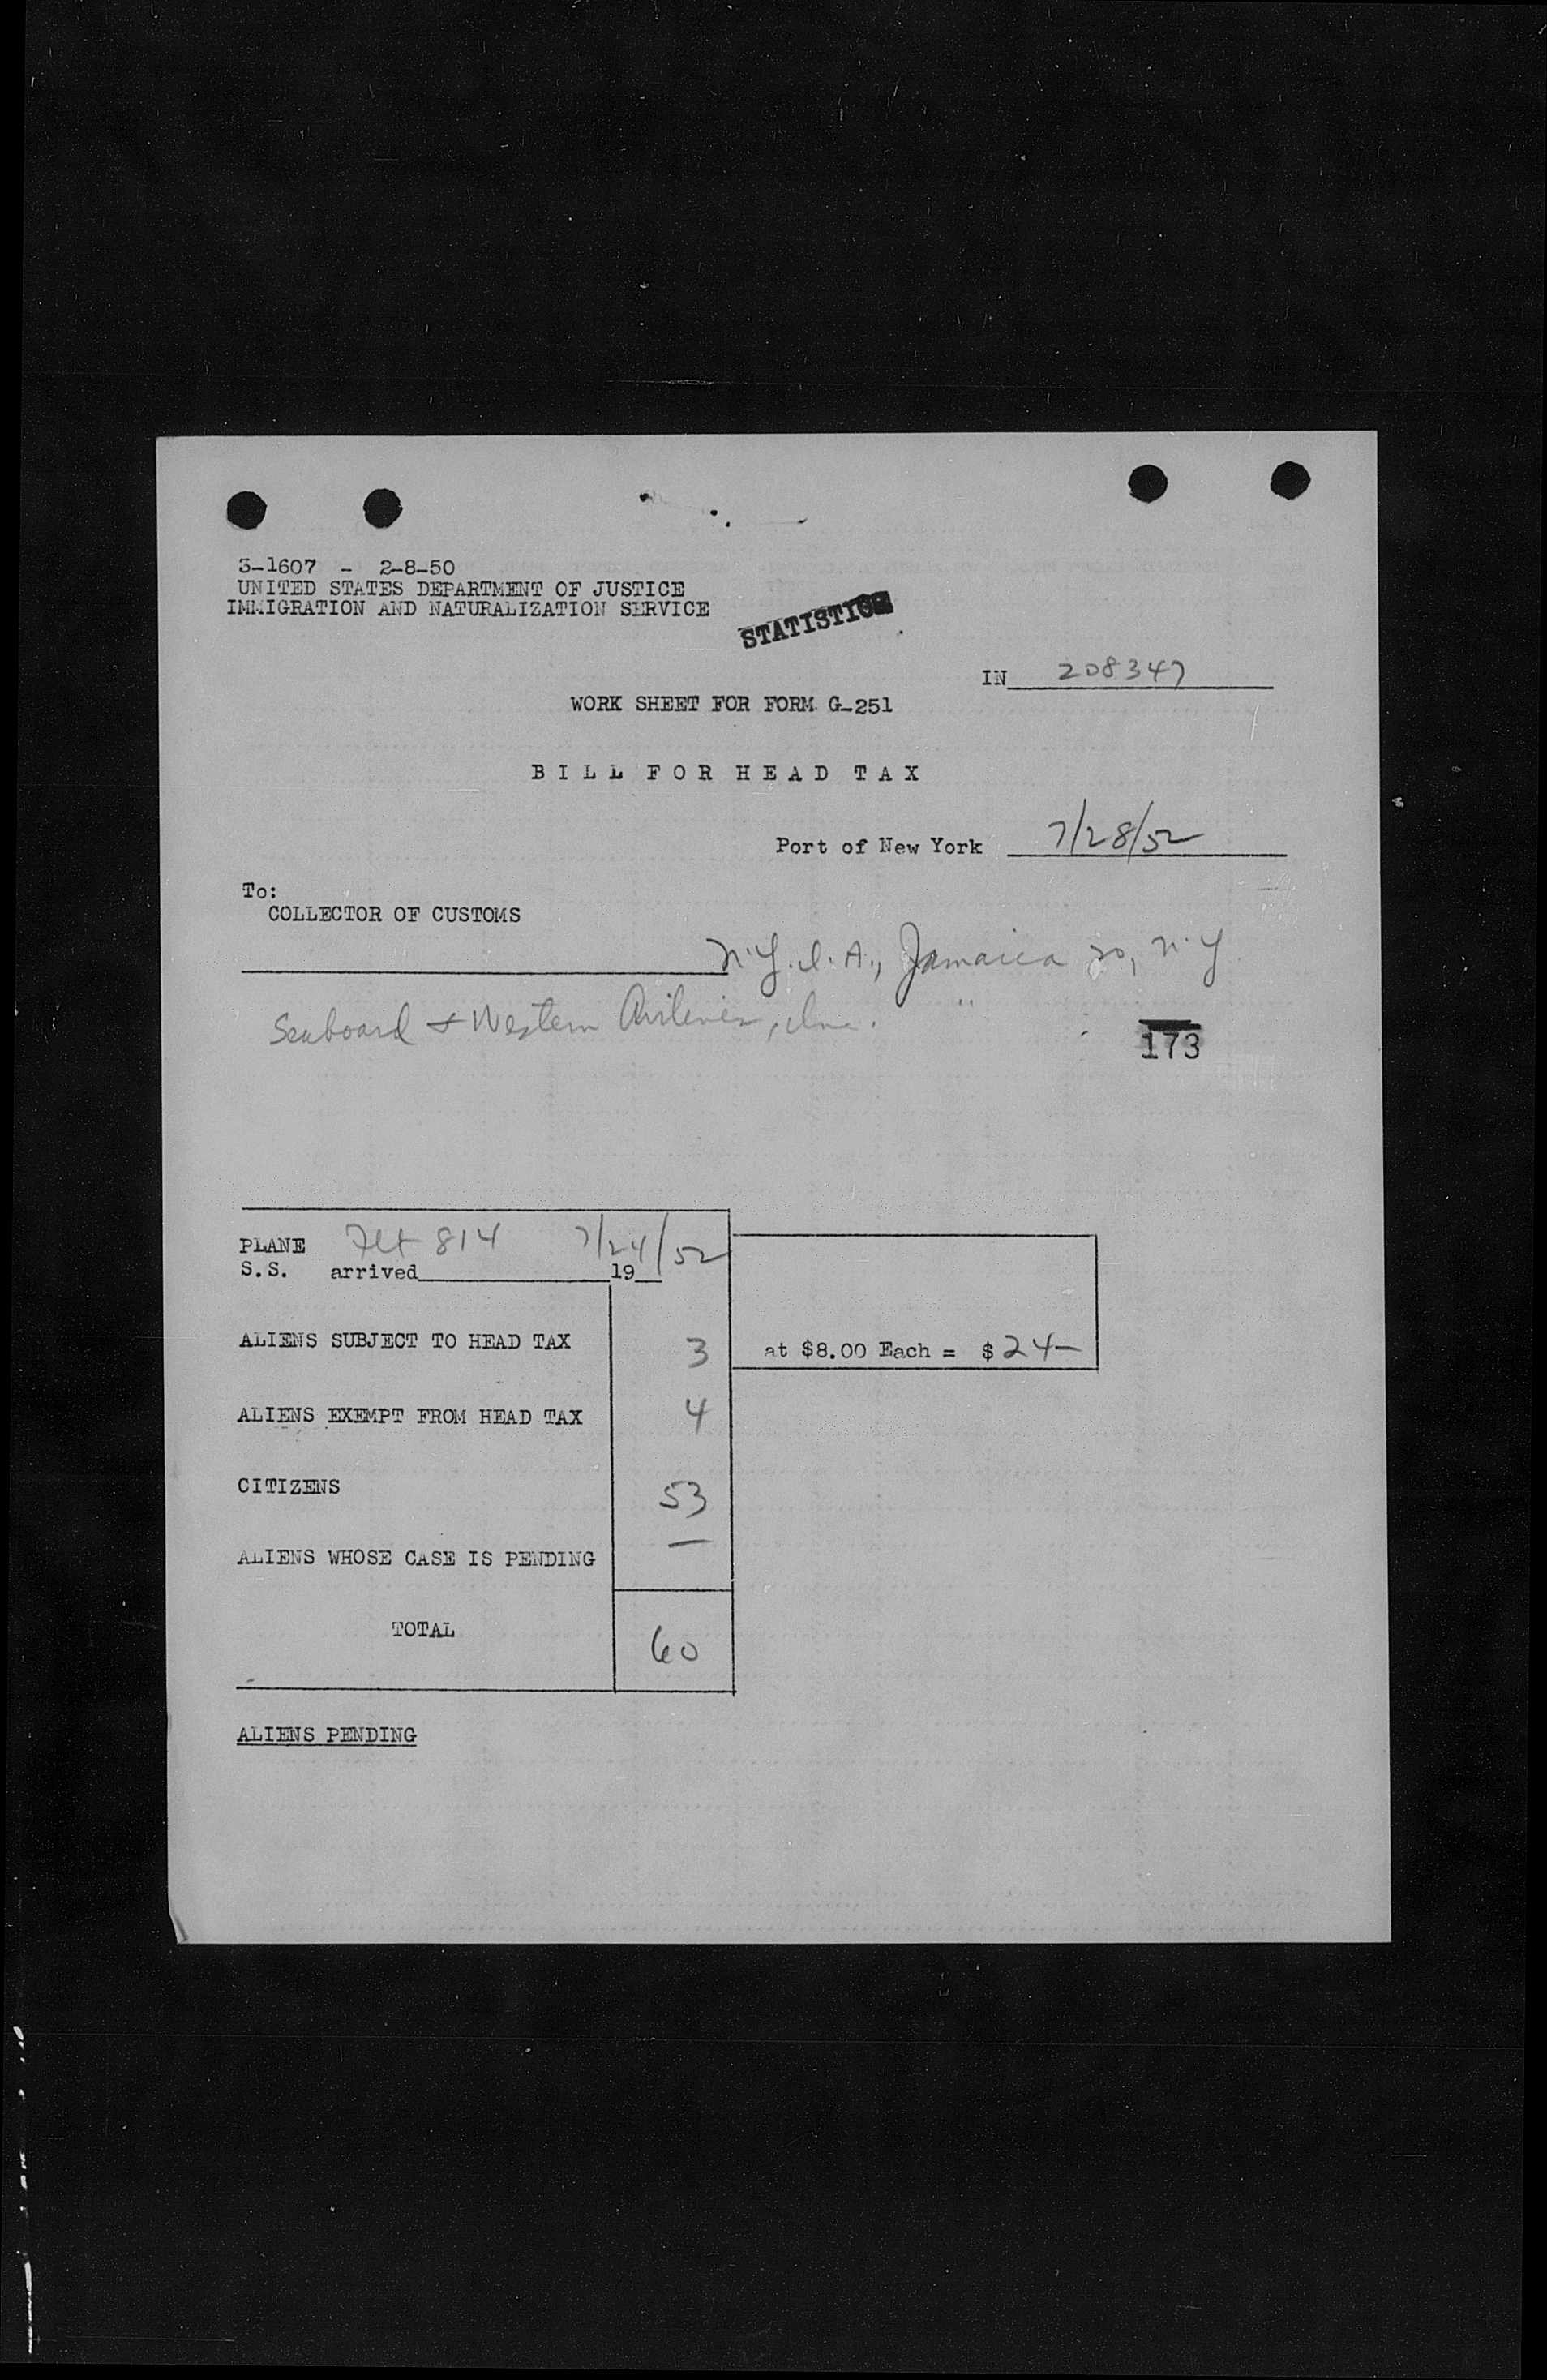 3-1607 - 2-8-50
UNITED STATES DEPARTMENT OF JUSTICE
IMMIGRATION AND NATURALIZATION SERVICE
STATISTICS
IN 208347
WORK SHEET FOR FORM G-251
BILL FOR HEAD TAX
Port of New York 7/28/52
To:
COLLECTOR OF CUSTOMS
N.Y.I.A., Jamaica 20, N.Y.
Seaboard & Western Airlines, Inc. "
173
PLANE Flt 814 7/24/52
S.S. arrived 19
ALIENS SUBJECT TO HEAD TAX 3 at $8.00 Each = $ 24-
ALIENS EXEMPT FROM HEAD TAX 4
CITIZENS 53
ALIENS WHOSE CASE IS PENDING —
TOTAL 60
ALIENS PENDING